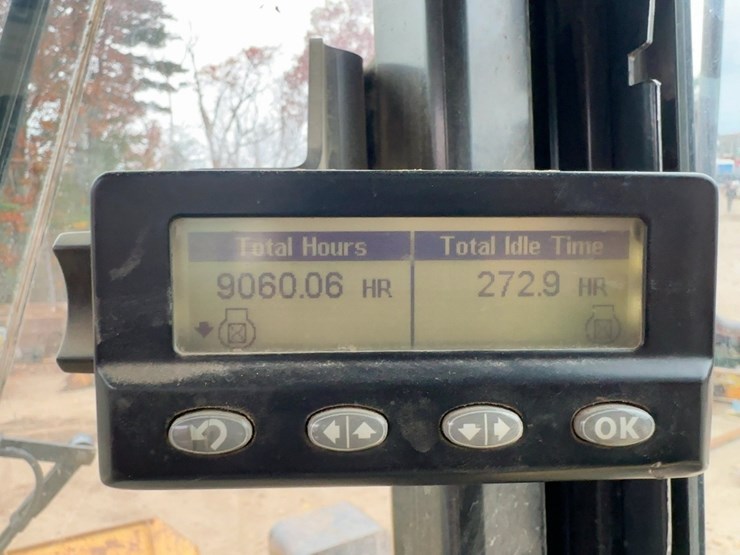 Total Hours
Total Idle Time
9060.06 HR
272.9 HR
OK